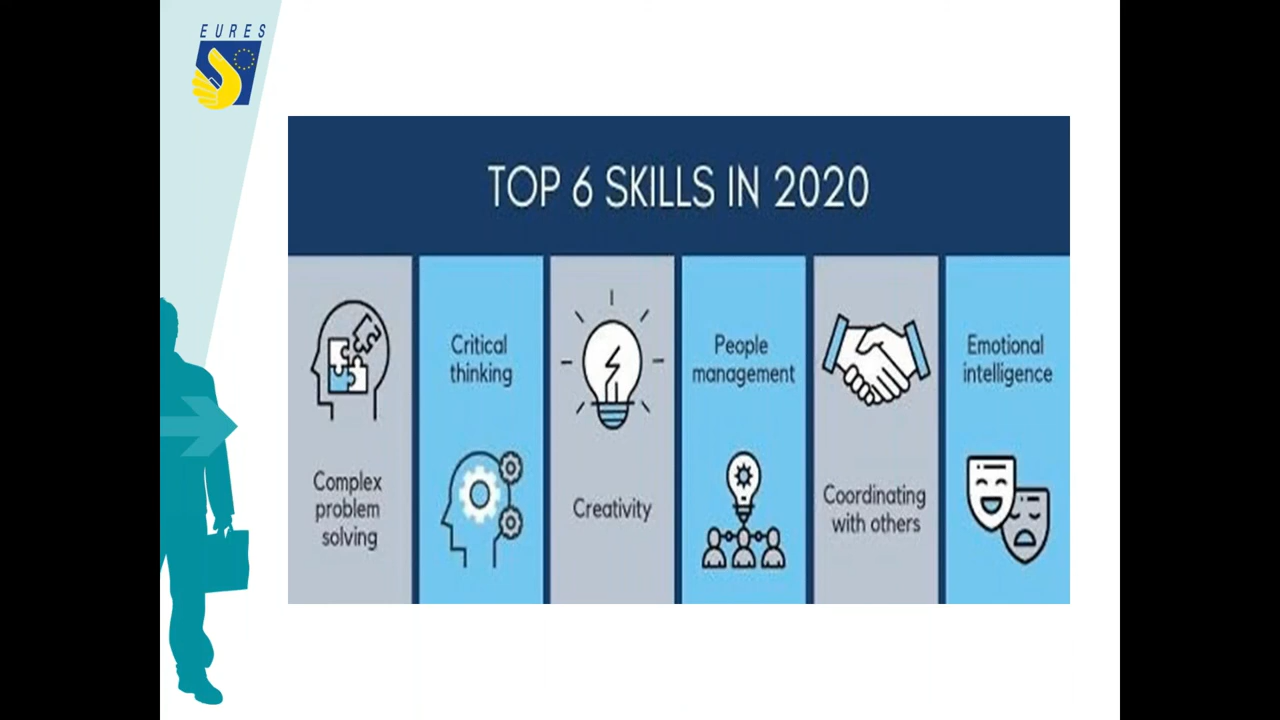 EURES
TOP 6 SKILLS IN 2020
Complex
problem
solving
Critical
thinking
Creativity
People
management
Coordinating
with others
Emotional
intelligence